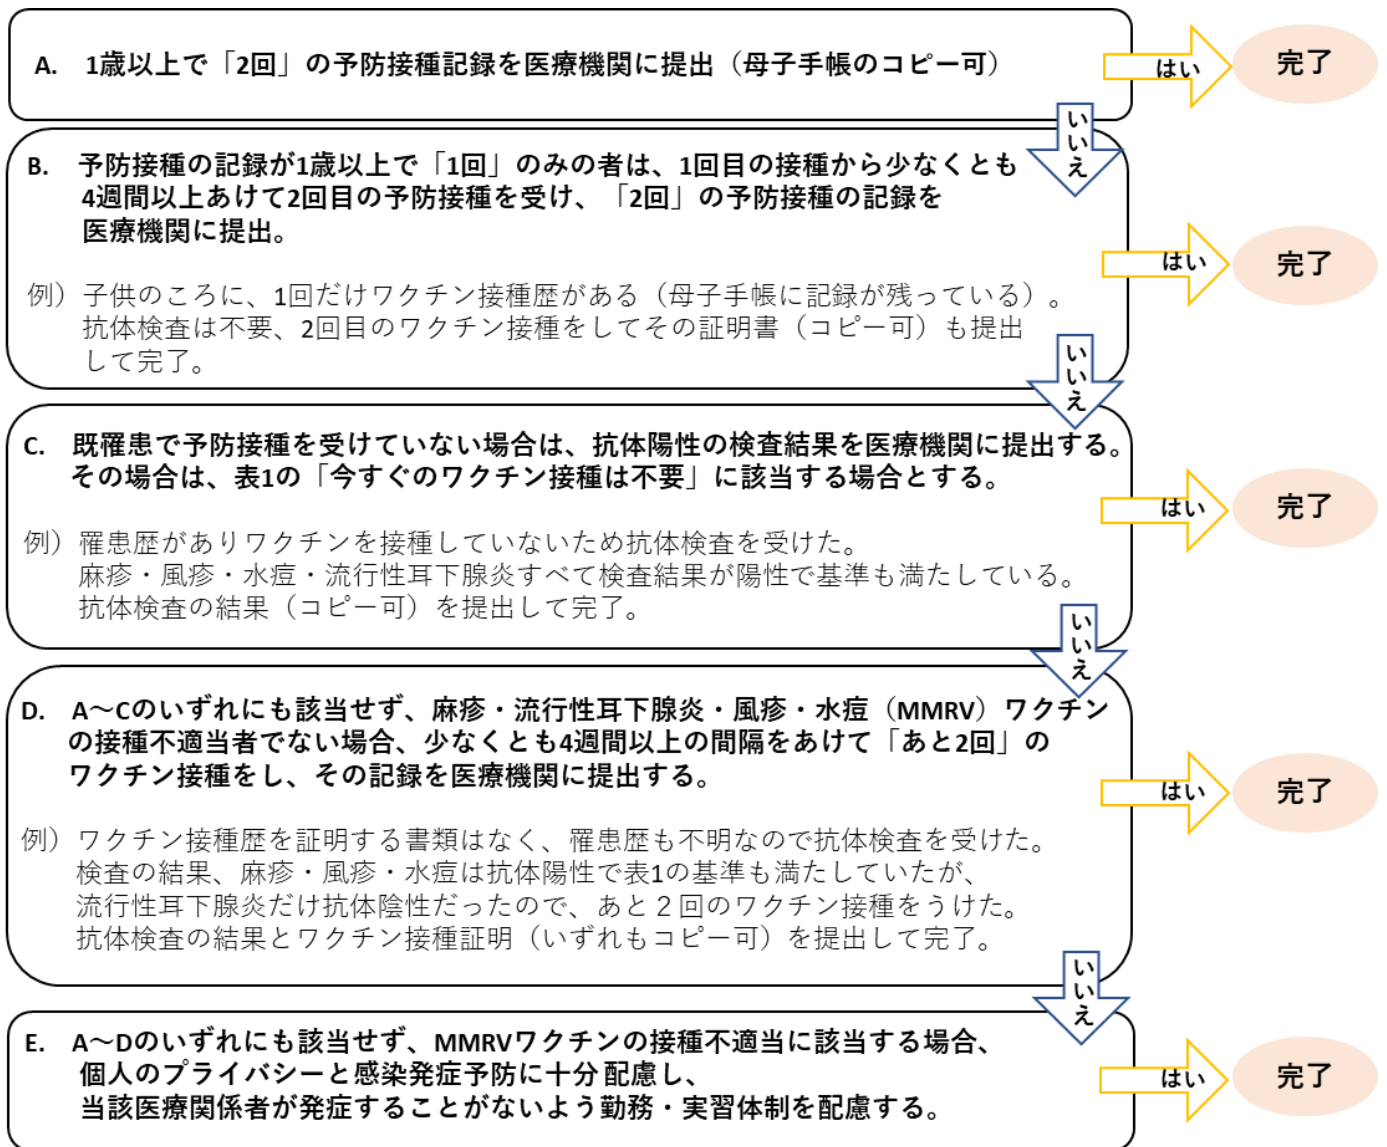 A. 1歳以上で「2回」の予防接種記録を医療機関に提出（母子手帳のコピー可）
はい
完了
いいえ
B. 予防接種の記録が1歳以上で「1回」のみの者は、1回目の接種から少なくとも
4週間以上あけて2回目の予防接種を受け、「2回」の予防接種の記録を
医療機関に提出。
例）子供のころに、1回だけワクチン接種歴がある（母子手帳に記録が残っている）。
抗体検査は不要、2回目のワクチン接種をしてその証明書（コピー可）も提出
して完了。
はい
完了
いいえ
C. 既罹患で予防接種を受けていない場合は、抗体陽性の検査結果を医療機関に提出する。
その場合は、表1の「今すぐのワクチン接種は不要」に該当する場合とする。
例）罹患歴がありワクチンを接種していないため抗体検査を受けた。
麻疹・風疹・水痘・流行性耳下腺炎すべて検査結果が陽性で基準も満たしている。
抗体検査の結果（コピー可）を提出して完了。
はい
完了
いいえ
D. A～Cのいずれにも該当せず、麻疹・流行性耳下腺炎・風疹・水痘（MMRV）ワクチン
の接種不適当者でない場合、少なくとも4週間以上の間隔をあけて「あと2回」の
ワクチン接種をし、その記録を医療機関に提出する。
例）ワクチン接種歴を証明する書類はなく、罹患歴も不明なので抗体検査を受けた。
検査の結果、麻疹・風疹・水痘は抗体陽性で表1の基準も満たしていたが、
流行性耳下腺炎だけ抗体陰性だったので、あと２回のワクチン接種をうけた。
抗体検査の結果とワクチン接種証明（いずれもコピー可）を提出して完了。
はい
完了
いいえ
E. A～Dのいずれにも該当せず、MMRVワクチンの接種不適当に該当する場合、
個人のプライバシーと感染発症予防に十分配慮し、
当該医療関係者が発症することがないよう勤務・実習体制を配慮する。
はい
完了